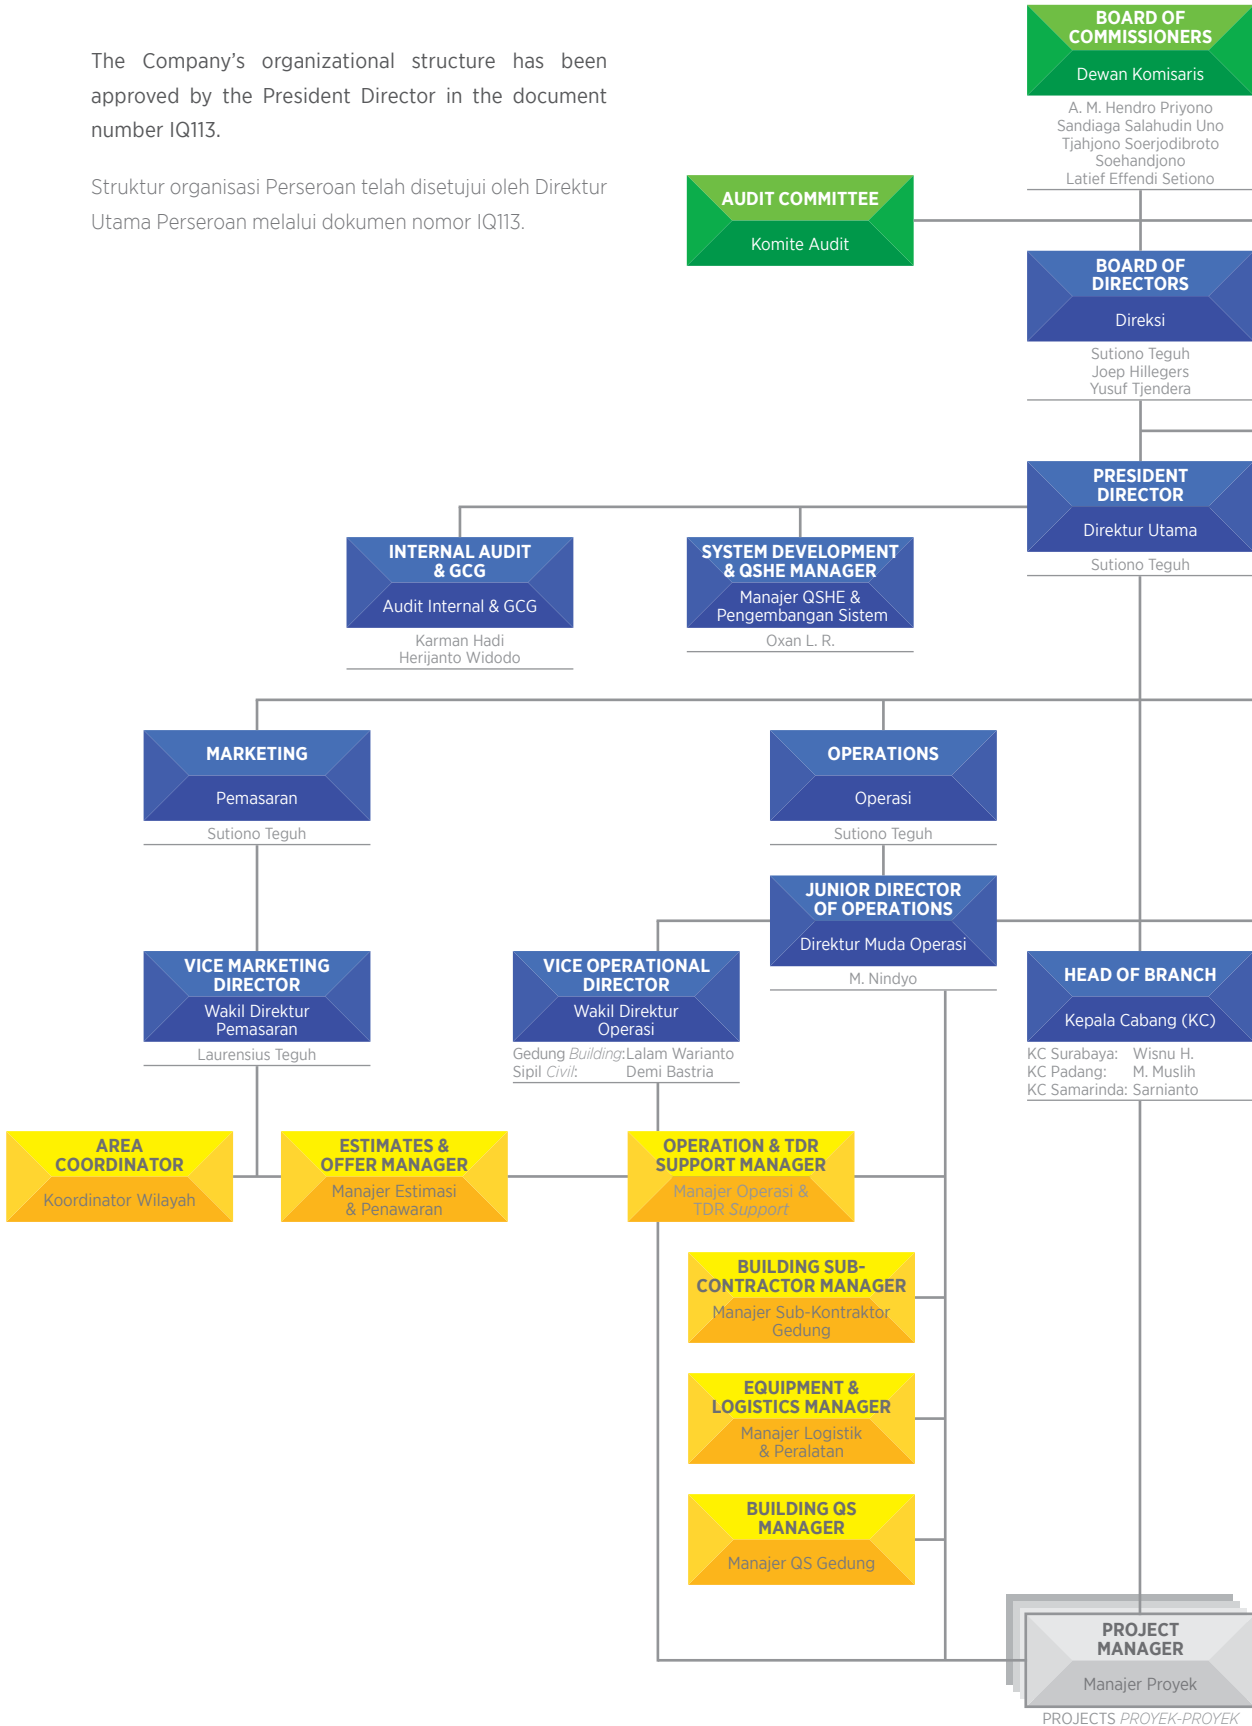 The Company's organizational structure has been
approved by the President Director in the document
number IQ113.
Struktur organisasi Perseroan telah disetujui oleh Direktur
Utama Perseroan melalui dokumen nomor IQ113.
BOARD OF
COMMISSIONERS
Dewan Komisaris
A. M. Hendro Priyono
Sandiaga Salahudin Uno
Tjahjono Soerjodibroto
Soehandjono
Latief Effendi Setiono
AUDIT COMMITTEE
Komite Audit
BOARD OF
DIRECTORS
Direksi
Sutiono Teguh
Joep Hillegers
Yusuf Tjendera
PRESIDENT
DIRECTOR
Direktur Utama
Sutiono Teguh
INTERNAL AUDIT
& GCG
Audit Internal & GCG
Karman Hadi
Herijanto Widodo
SYSTEM DEVELOPMENT
& QSHE MANAGER
Manajer QSHE &
Pengembangan Sistem
Oxan L. R.
MARKETING
Pemasaran
Sutiono Teguh
OPERATIONS
Operasi
Sutiono Teguh
JUNIOR DIRECTOR
OF OPERATIONS
Direktur Muda Operasi
M. Nindyo
VICE MARKETING
DIRECTOR
Wakil Direktur
Pemasaran
Laurensius Teguh
VICE OPERATIONAL
DIRECTOR
Wakil Direktur
Operasi
Gedung Building: Lalam Warianto
Sipil Civil: Demi Bastria
HEAD OF BRANCH
Kepala Cabang (KC)
KC Surabaya: Wisnu H.
KC Padang: M. Muslih
KC Samarinda: Sarnianto
AREA
COORDINATOR
Koordinator Wilayah
ESTIMATES &
OFFER MANAGER
Manajer Estimasi
& Penawaran
OPERATION & TDR
SUPPORT MANAGER
Manajer Operasi &
TDR Support
BUILDING SUB-
CONTRACTOR MANAGER
Manajer Sub-Kontraktor
Gedung
EQUIPMENT &
LOGISTICS MANAGER
Manajer Logistik
& Peralatan
BUILDING QS
MANAGER
Manajer QS Gedung
PROJECT
MANAGER
Manajer Proyek
PROJECTS PROYEK-PROYEK